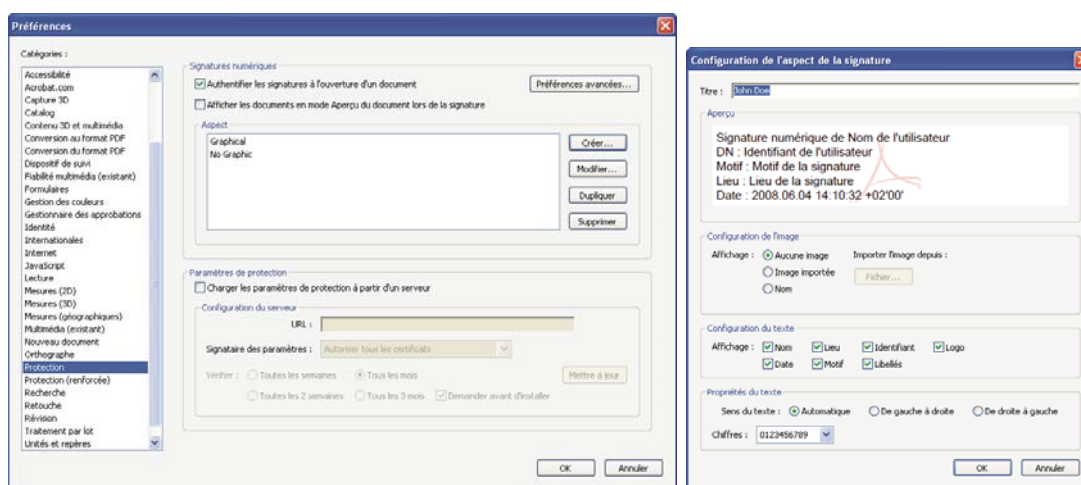 Préférences
Catégories :
Accessibilité
Acrobat.com
Capture 3D
Catalog
Contenu 3D et multimédia
Conversion au format PDF
Conversion du format PDF
Dispositif de suivi
Fiabilité multimédia (existant)
Formulaires
Gestion des couleurs
Gestionnaire des approbations
Identité
Internationales
Internet
JavaScript
Lecture
Mesures (2D)
Mesures (3D)
Mesures (géographiques)
Multimédia (existant)
Nouveau document
Orthographe
Protection
Protection (renforcée)
Recherche
Retouche
Révision
Traitement par lot
Unités et repères
Signatures numériques
Authentifier les signatures à l'ouverture d'un document
Préférences avancées...
Afficher les documents en mode Aperçu du document lors de la signature
Aspect
Graphical
No Graphic
Créer...
Modifier...
Dupliquer
Supprimer
Paramètres de protection
Charger les paramètres de protection à partir d'un serveur
Configuration du serveur
URL :
Signataire des paramètres : Autoriser tous les certificats
Vérifier : Toutes les semaines Tous les mois Mettre à jour
Toutes les 2 semaines Tous les 3 mois Demander avant d'installer
OK Annuler
Configuration de l'aspect de la signature
Titre : John Doe
Aperçu
Signature numérique de Nom de l'utilisateur
DN : Identifiant de l'utilisateur
Motif : Motif de la signature
Lieu : Lieu de la signature
Date : 2008.06.04 14:10:32 +02'00'
Configuration de l'image
Affichage : Aucune image Importer l'image depuis :
Image importée Fichier...
Nom
Configuration du texte
Affichage : Nom Lieu Identifiant Logo
Date Motif Libellés
Propriétés du texte
Sens du texte : Automatique De gauche à droite De droite à gauche
Chiffres : 0123456789
OK Annuler